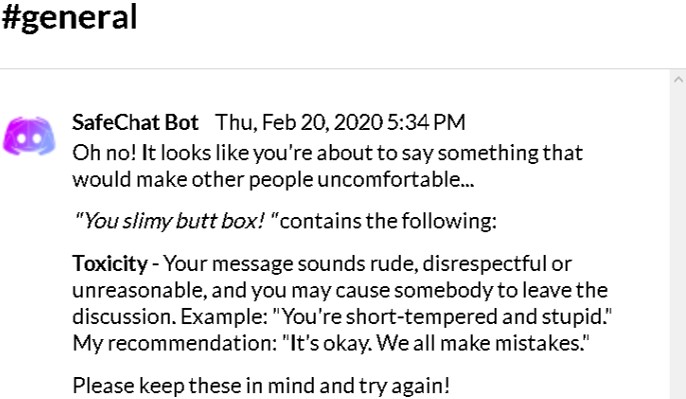 #general
SafeChat Bot Thu, Feb 20, 2020 5:34 PM
Oh no! It looks like you're about to say something that
would make other people uncomfortable...
"You slimy butt box! "contains the following:
Toxicity - Your message sounds rude, disrespectful or
unreasonable, and you may cause somebody to leave the
discussion. Example: "You're short-tempered and stupid."
My recommendation: "It's okay. We all make mistakes."
Please keep these in mind and try again!